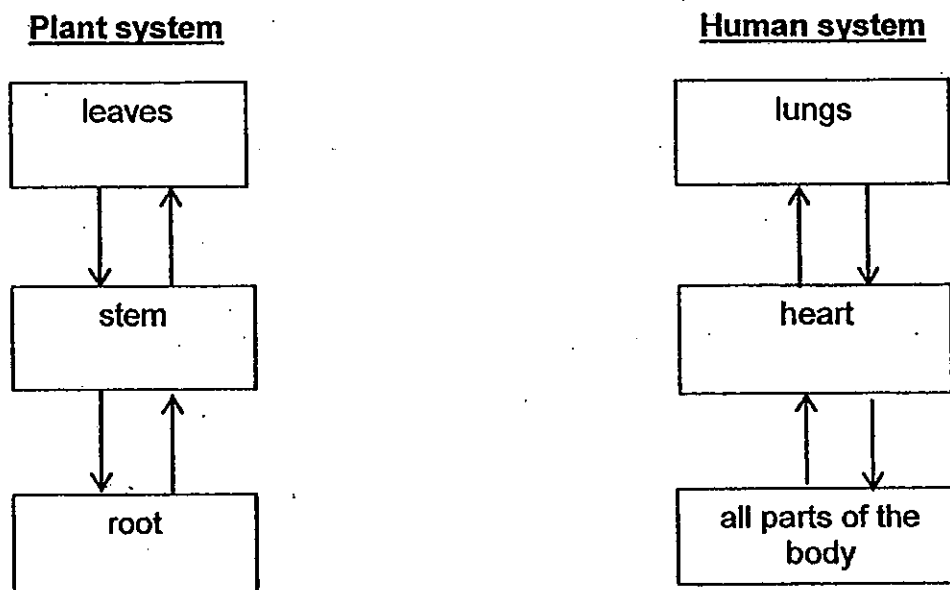 Plant system
Human system
leaves
lungs
stem
heart
root
all parts of the
body